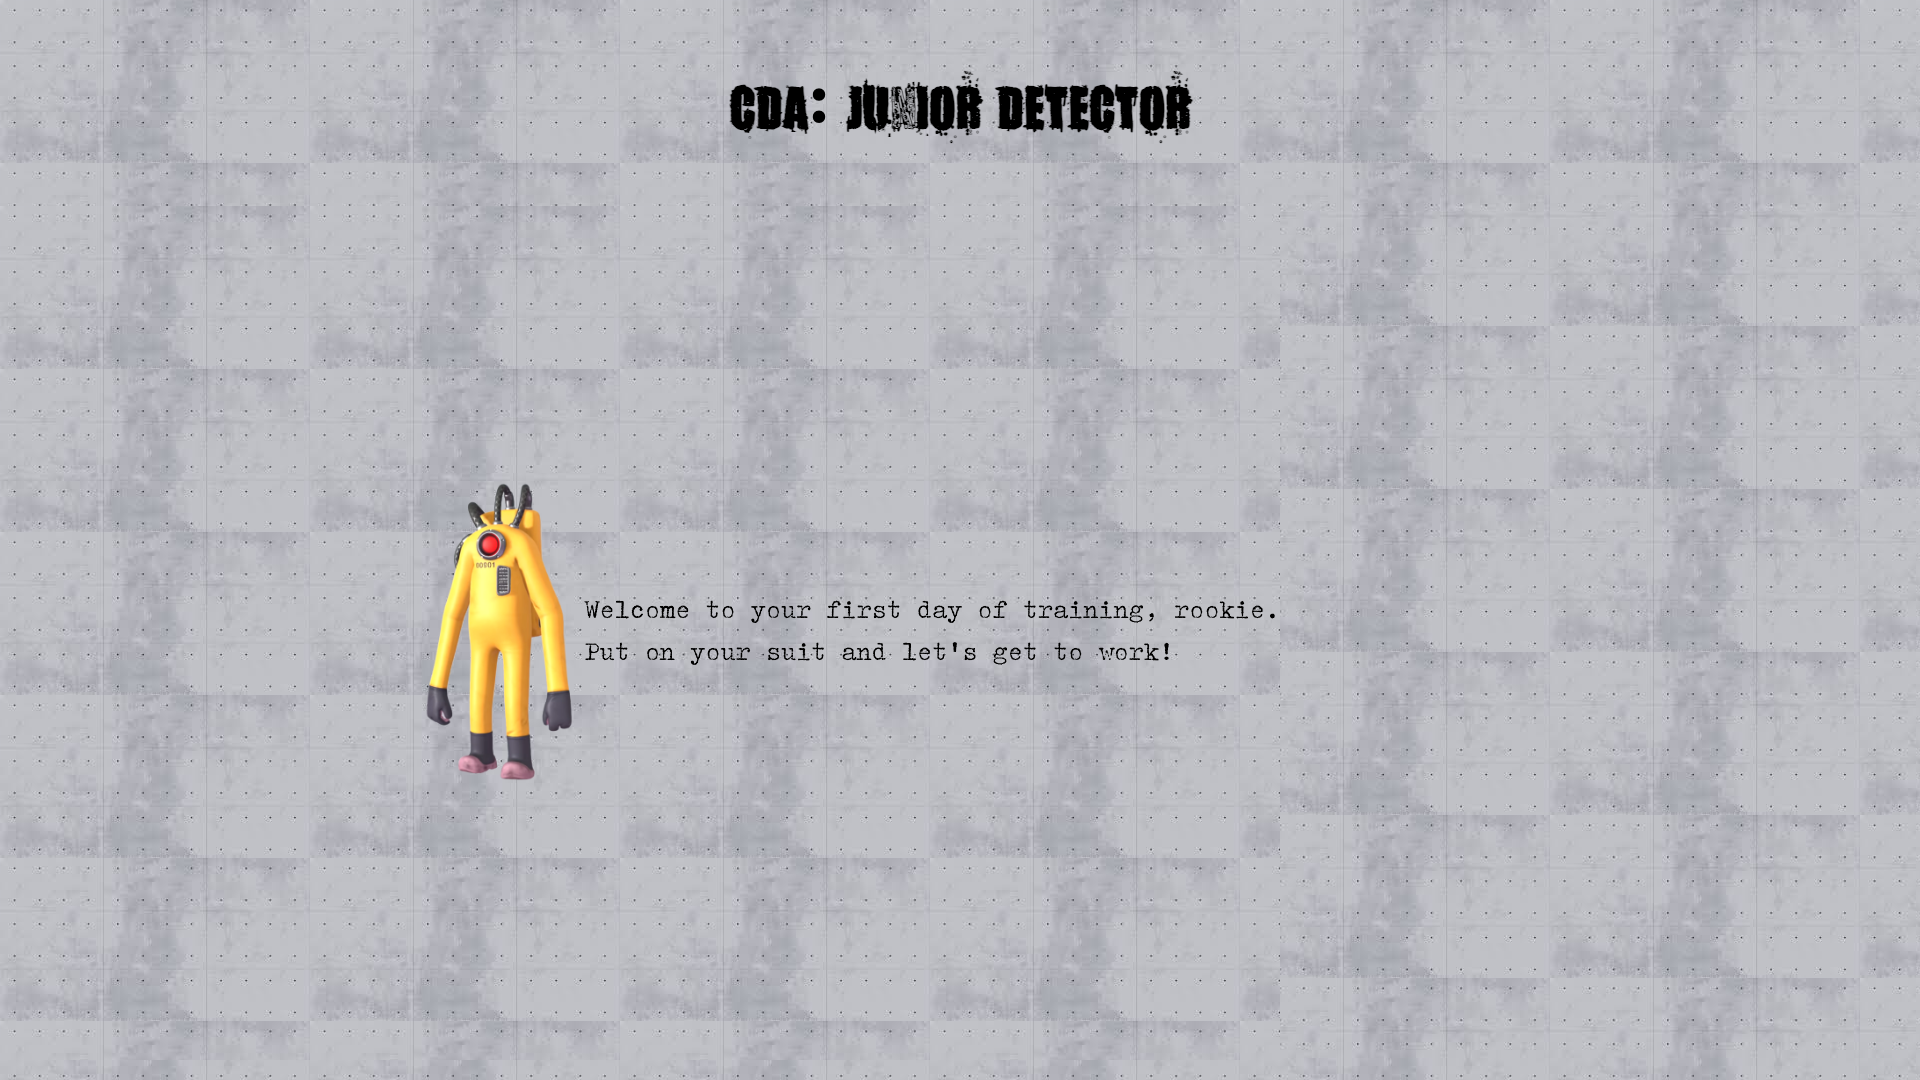 CDA: JUNIOR DETECTOR
00001
Welcome to your first day of training, rookie.
Put on your suit and let's get to work!